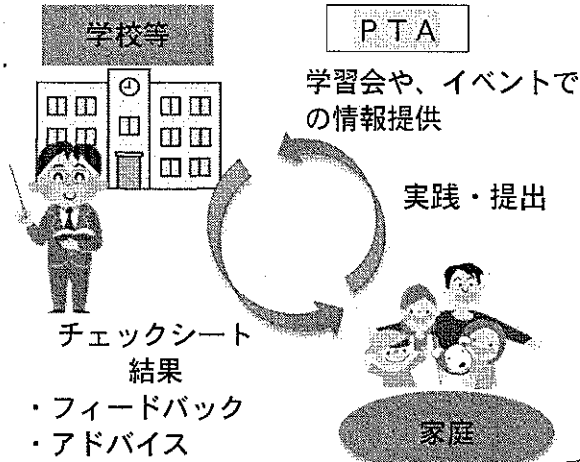 学校等
PTA
学習会や、イベントで
の情報提供
実践・提出
チェックシート
結果
・フィードバック
・アドバイス
家庭